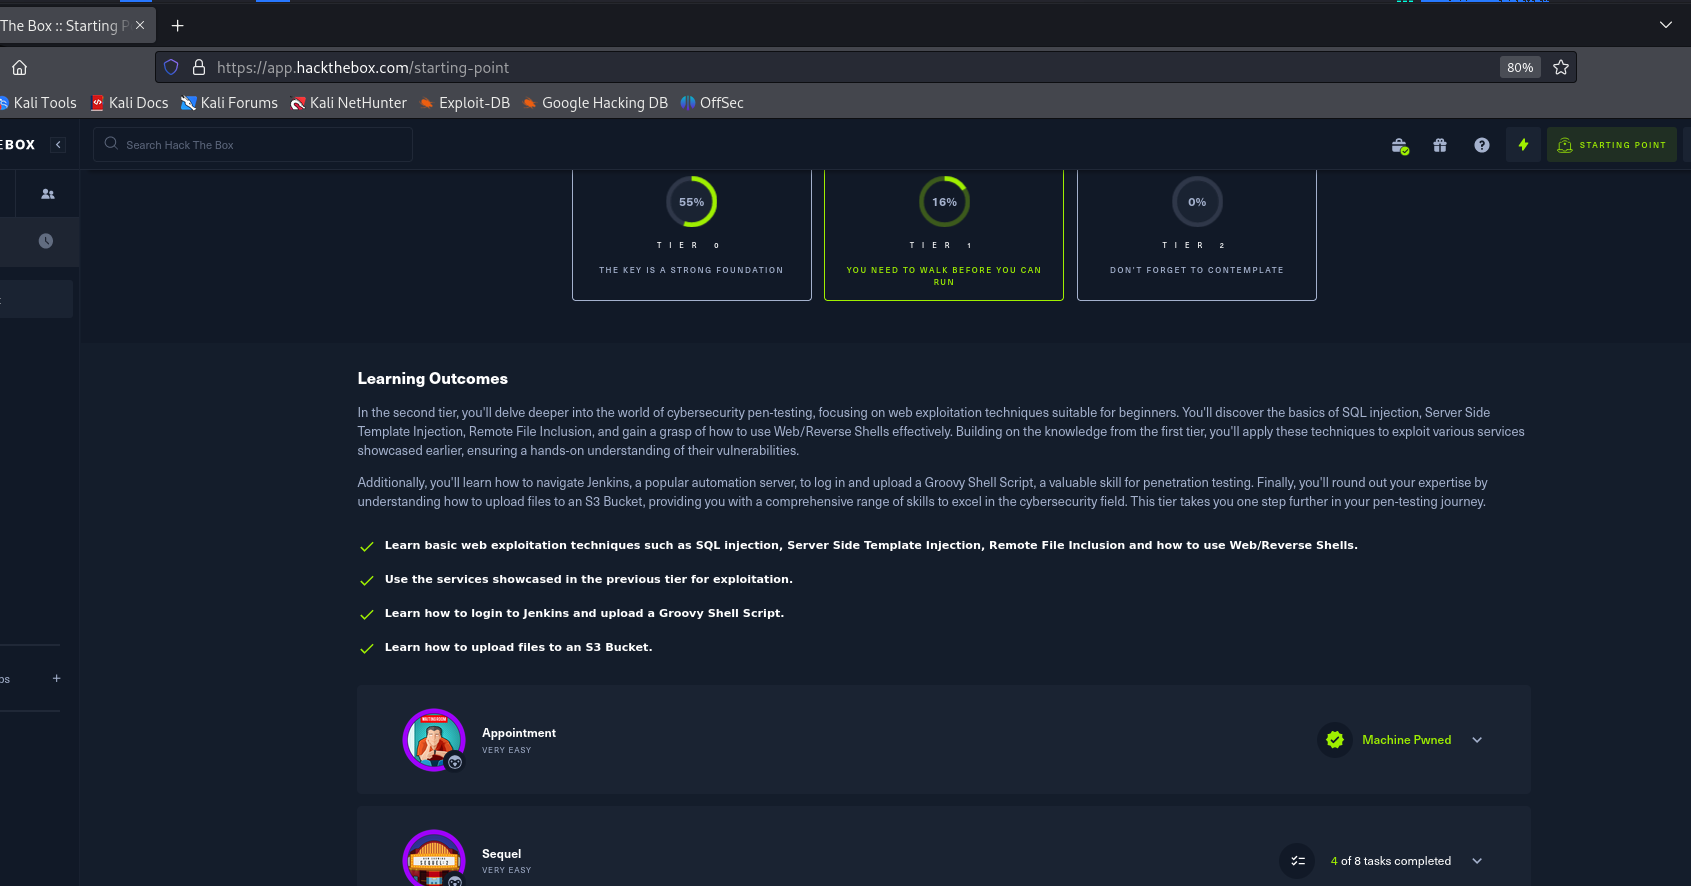 The Box :: Starting P
https://app.hackthebox.com/starting-point
80%
Kali Tools Kali Docs Kali Forums Kali NetHunter Exploit-DB Google Hacking DB OffSec
EBOX
Search Hack The Box
STARTING POINT
55%
TIER 0
THE KEY IS A STRONG FOUNDATION
16%
TIER 1
YOU NEED TO WALK BEFORE YOU CAN
RUN
0%
TIER 2
DON'T FORGET TO CONTEMPLATE
Learning Outcomes
In the second tier, you'll delve deeper into the world of cybersecurity pen-testing, focusing on web exploitation techniques suitable for beginners. You'll discover the basics of SQL injection, Server Side
Template Injection, Remote File Inclusion, and gain a grasp of how to use Web/Reverse Shells effectively. Building on the knowledge from the first tier, you'll apply these techniques to exploit various services
showcased earlier, ensuring a hands-on understanding of their vulnerabilities.
Additionally, you'll learn how to navigate Jenkins, a popular automation server, to log in and upload a Groovy Shell Script, a valuable skill for penetration testing. Finally, you'll round out your expertise by
understanding how to upload files to an S3 Bucket, providing you with a comprehensive range of skills to excel in the cybersecurity field. This tier takes you one step further in your pen-testing journey.
Learn basic web exploitation techniques such as SQL injection, Server Side Template Injection, Remote File Inclusion and how to use Web/Reverse Shells.
Use the services showcased in the previous tier for exploitation.
Learn how to login to Jenkins and upload a Groovy Shell Script.
Learn how to upload files to an S3 Bucket.
Appointment
VERY EASY
Machine Pwned
Sequel
VERY EASY
4 of 8 tasks completed